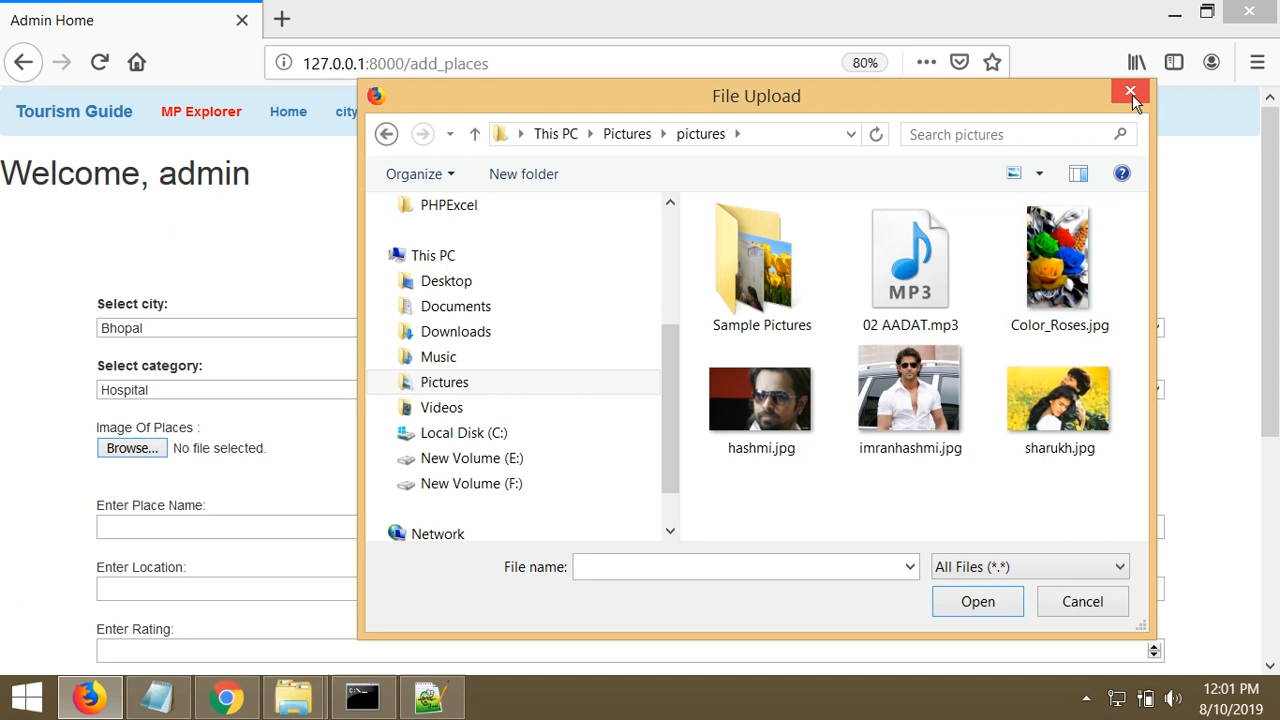 Admin Home
127.0.0.1:8000/add_places
80%
Tourism Guide MP Explorer Home city
Welcome, admin
Select city:
Bhopal
Select category:
Hospital
Image Of Places :
Browse... No file selected.
Enter Place Name:
Enter Location:
Enter Rating:
File Upload
This PC Pictures pictures
Search pictures
Organize New folder
PHPExcel
This PC
Desktop
Documents
Downloads
Music
Pictures
Videos
Local Disk (C:)
New Volume (E:)
New Volume (F:)
Network
MP3
Sample Pictures 02 AADAT.mp3 Color_Roses.jpg
hashmi.jpg imranhashmi.jpg sharukh.jpg
File name: All Files (*.*)
Open Cancel
12:01 PM
8/10/2019